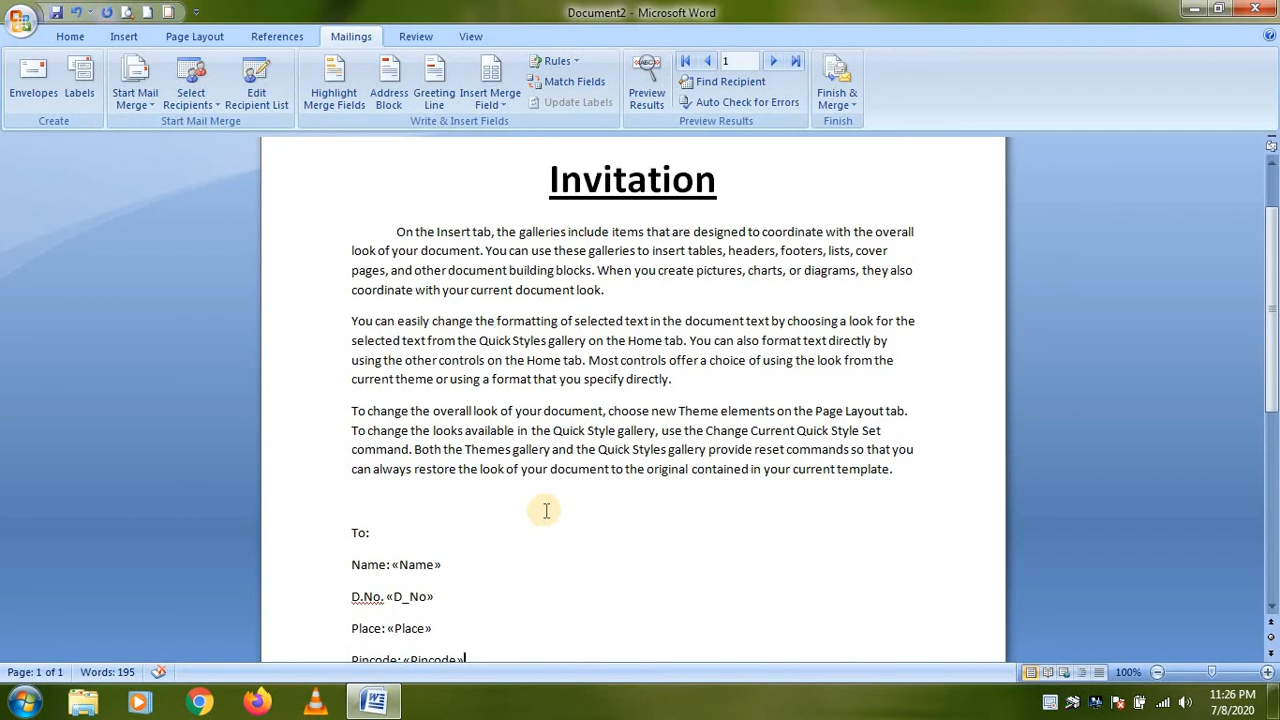 Document2 - Microsoft Word
Home Insert Page Layout References Mailings Review View
Envelopes Labels
Create
Start Mail Merge
Select Recipients
Edit Recipient List
Start Mail Merge
Highlight Merge Fields
Address Block
Greeting Line
Insert Merge Field
Rules
Match Fields
Update Labels
Write & Insert Fields
ABC
Preview Results
1
Find Recipient
Auto Check for Errors
Preview Results
Finish & Merge
Finish
Invitation
On the Insert tab, the galleries include items that are designed to coordinate with the overall
look of your document. You can use these galleries to insert tables, headers, footers, lists, cover
pages, and other document building blocks. When you create pictures, charts, or diagrams, they also
coordinate with your current document look.
You can easily change the formatting of selected text in the document text by choosing a look for the
selected text from the Quick Styles gallery on the Home tab. You can also format text directly by
using the other controls on the Home tab. Most controls offer a choice of using the look from the
current theme or using a format that you specify directly.
To change the overall look of your document, choose new Theme elements on the Page Layout tab.
To change the looks available in the Quick Style gallery, use the Change Current Quick Style Set
command. Both the Themes gallery and the Quick Styles gallery provide reset commands so that you
can always restore the look of your document to the original contained in your current template.
To:
Name: «Name»
D.No. «D_No»
Place: «Place»
Pincode: «Pincode»
Page: 1 of 1 Words: 195
100%
11:26 PM
7/8/2020